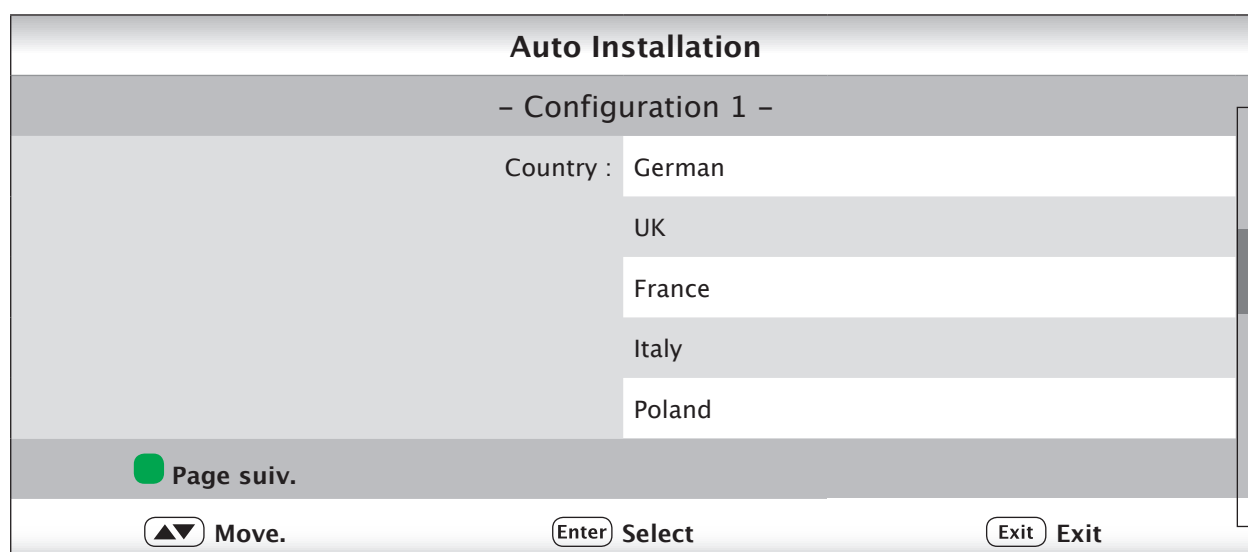 Auto Installation
– Configuration 1 –
Country : German
UK
France
Italy
Poland
Page suiv.
▲▼ Move. Enter Select Exit Exit